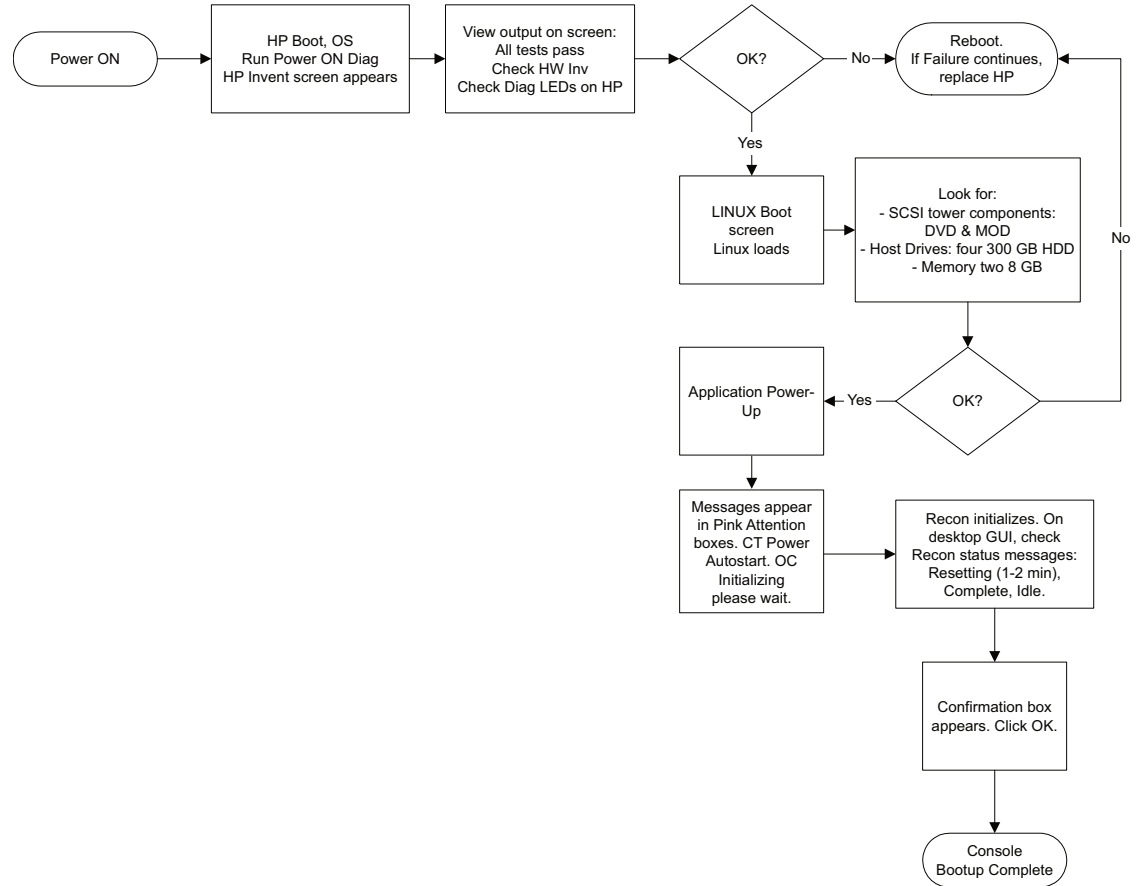 Power ON
HP Boot, OS
Run Power ON Diag
HP Invent screen appears
View output on screen:
All tests pass
Check HW Inv
Check Diag LEDs on HP
OK?
No
Reboot.
If Failure continues,
replace HP
Yes
LINUX Boot
screen
Linux loads
Look for:
- SCSI tower components:
DVD & MOD
- Host Drives: four 300 GB HDD
- Memory two 8 GB
No
OK?
Yes
Application Power-
Up
Messages appear
in Pink Attention
boxes. CT Power
Autostart. OC
Initializing
please wait.
Recon initializes. On
desktop GUI, check
Recon status messages:
Resetting (1-2 min),
Complete, Idle.
Confirmation box
appears. Click OK.
Console
Bootup Complete